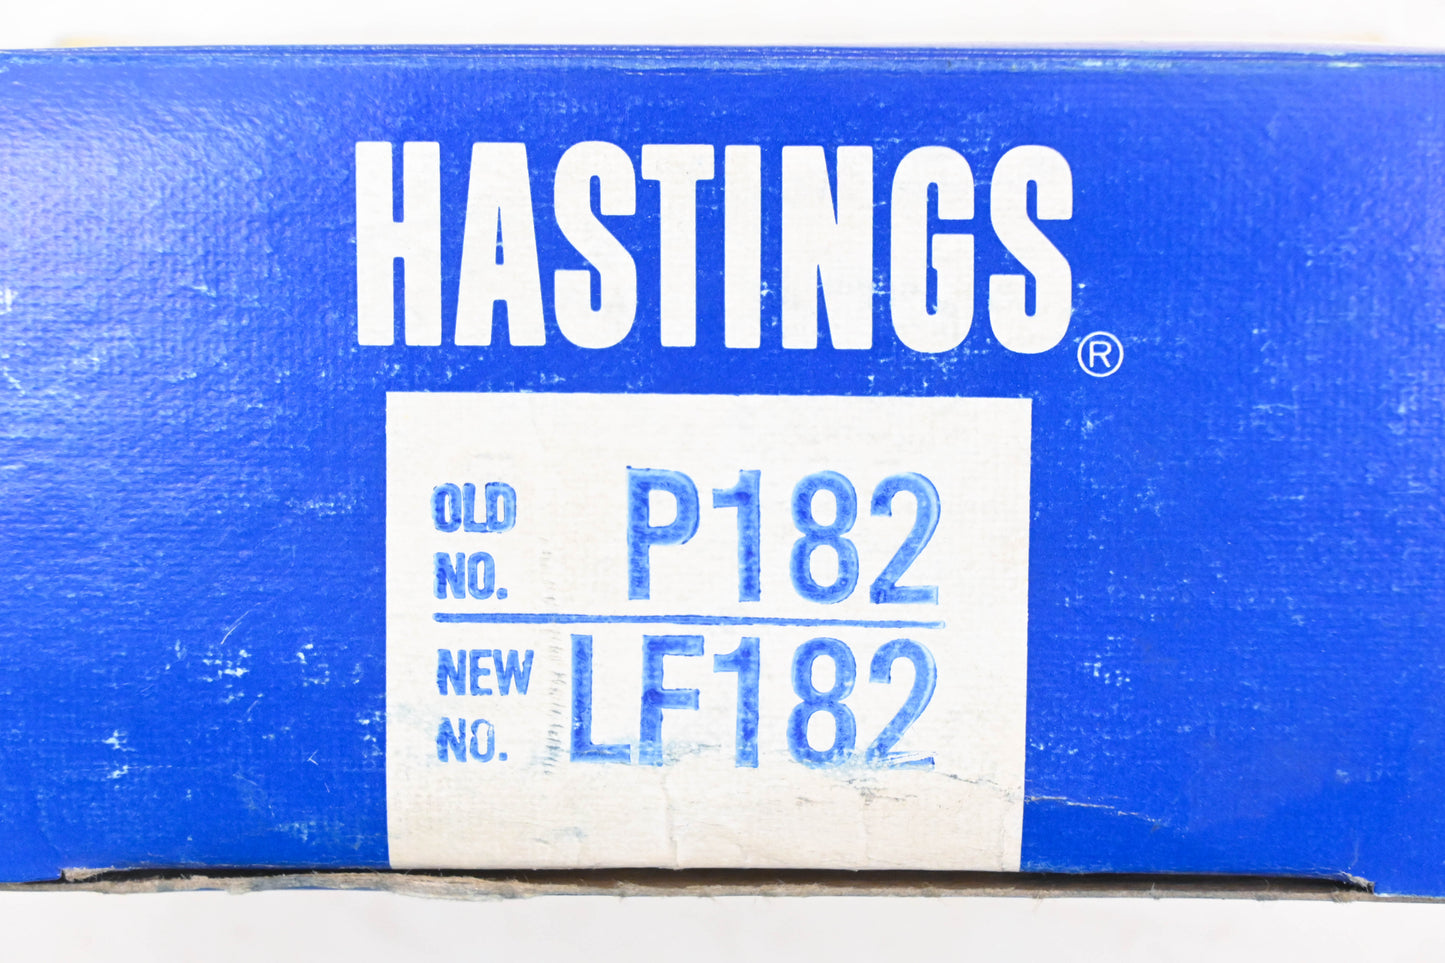 HASTINGS®
OLD NO. P182
NEW NO. LF182